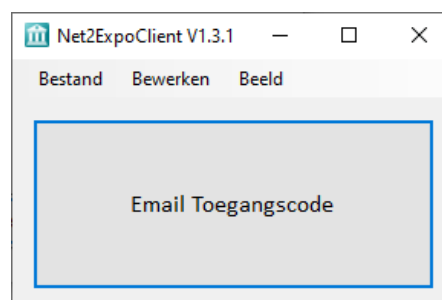 Net2ExpoClient V1.3.1
Bestand Bewerken Beeld
Email Toegangscode